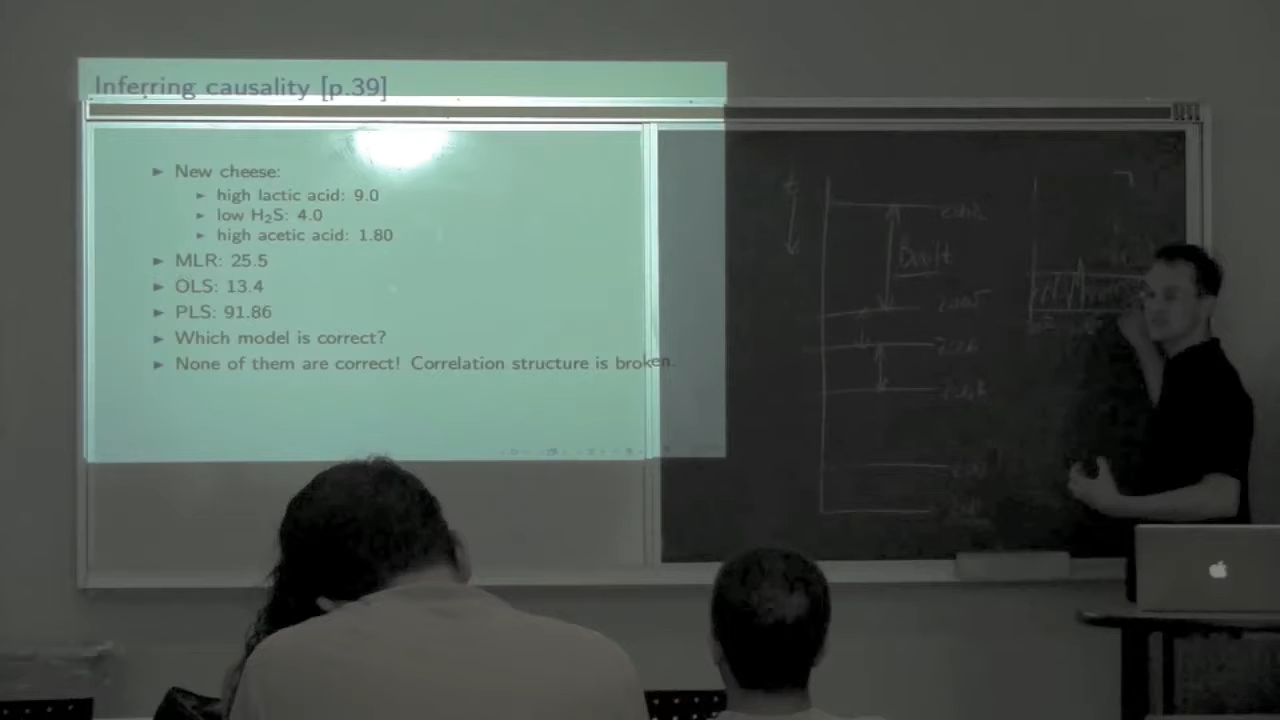 Inferring causality [p.39]
► New cheese:
► high lactic acid: 9.0
► low H₂S: 4.0
► high acetic acid: 1.80
► MLR: 25.5
► OLS: 13.4
► PLS: 91.86
► Which model is correct?
► None of them are correct! Correlation structure is broken.
t
Built